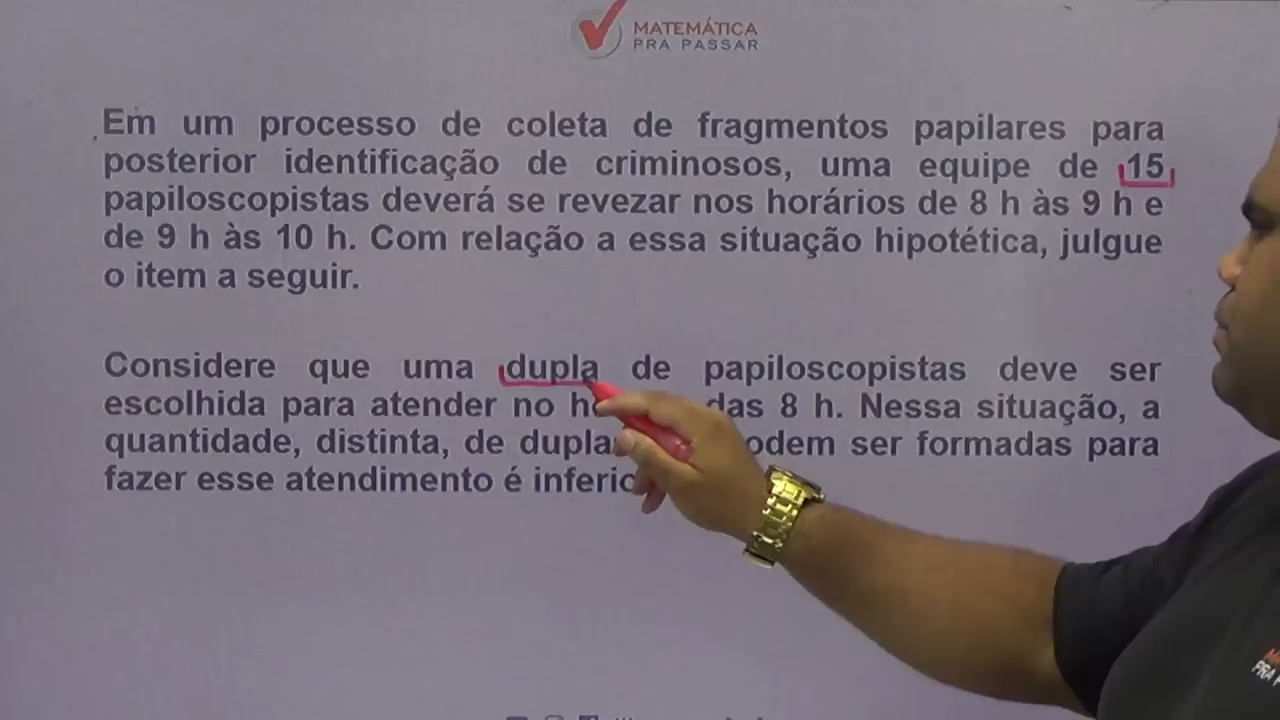 MATEMÁTICA
PRA PASSAR
Em um processo de coleta de fragmentos papilares para
posterior identificação de criminosos, uma equipe de 15
papiloscopistas deverá se revezar nos horários de 8 h às 9 h e
de 9 h às 10 h. Com relação a essa situação hipotética, julgue
o item a seguir.
Considere que uma dupla de papiloscopistas deve ser
escolhida para atender no das 8 h. Nessa situação, a
quantidade, distinta, de ser formadas para
fazer esse atendimento é
PRA